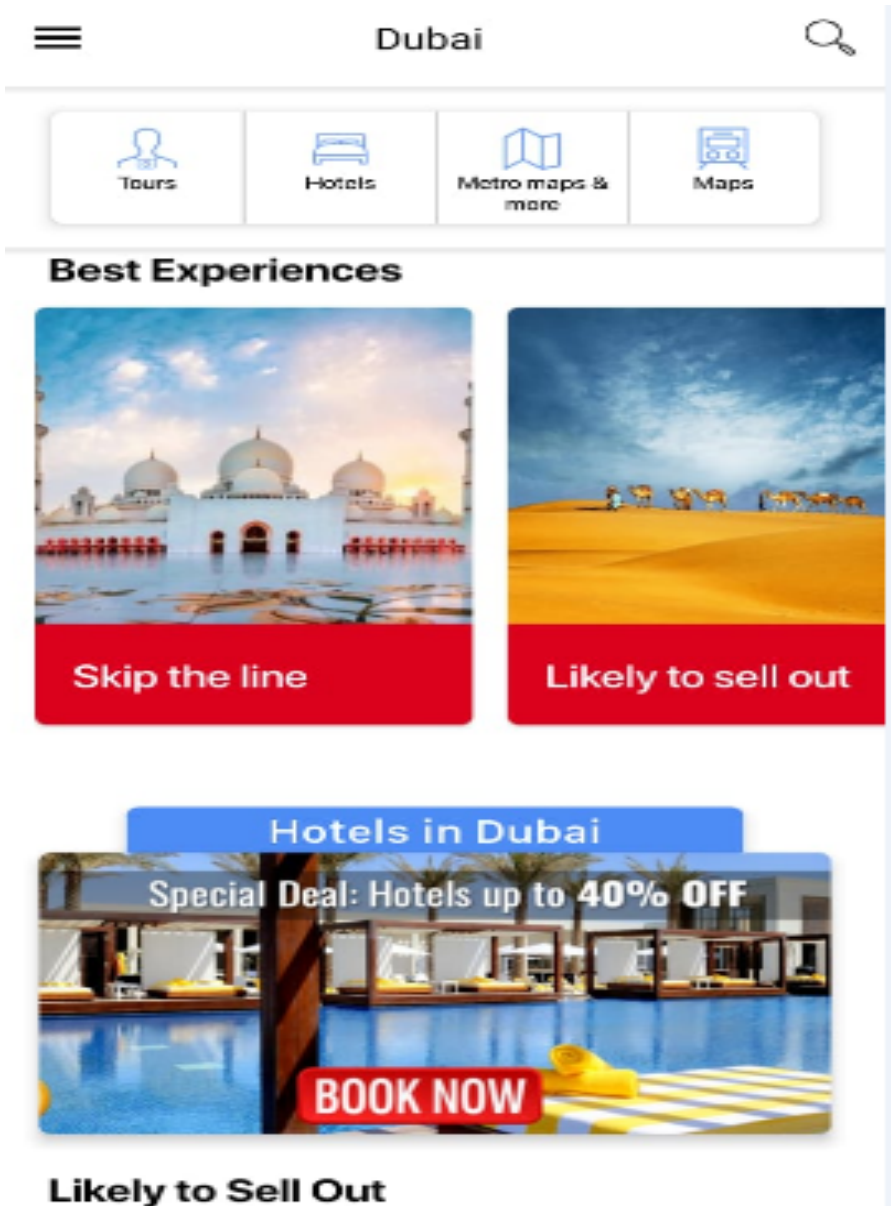 Dubai
Tours
Hotels
Metro maps &
more
Maps
Best Experiences
Skip the line
Likely to sell out
Hotels in Dubai
Special Deal: Hotels up to 40% OFF
BOOK NOW
Likely to Sell Out